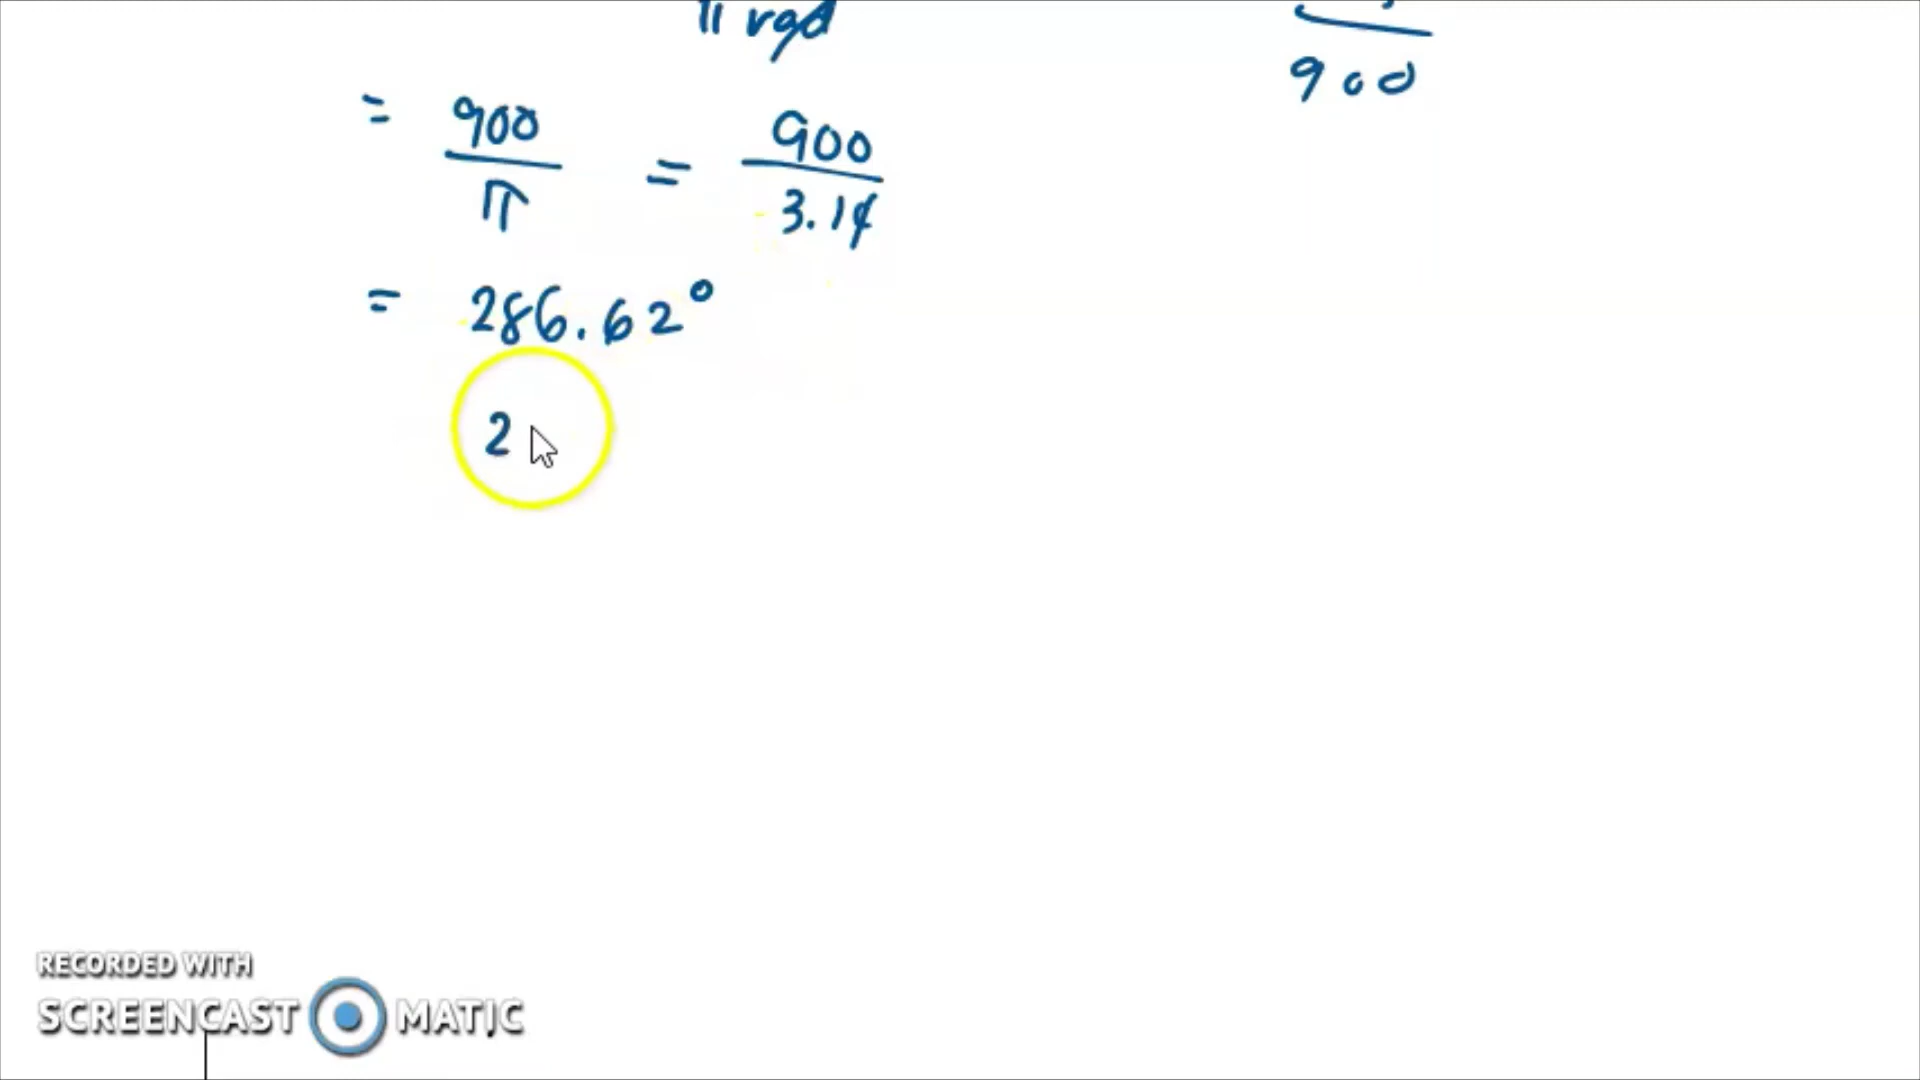 π rad
900
= 900/π = 900/3.14
= 286.62°
2
RECORDED WITH
SCREENCAST MATIC